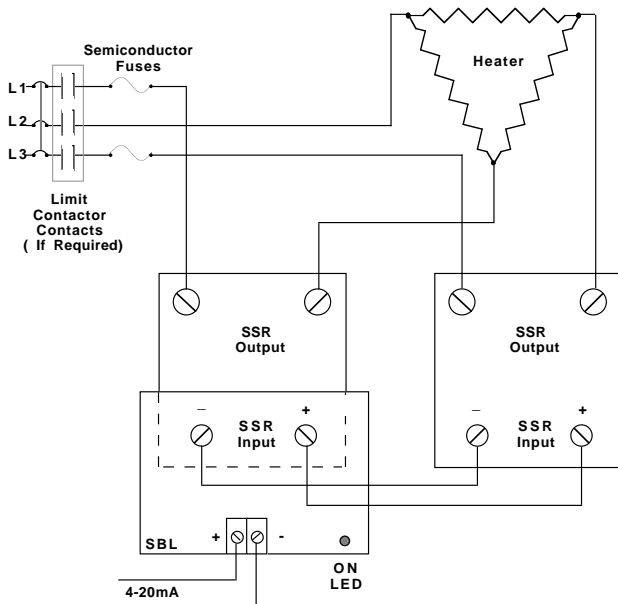 Semiconductor
Fuses
Heater
L1
L2
L3
Limit
Contactor
Contacts
( If Required)
SSR
Output
SSR
Output
– +
SSR
Input
– +
SSR
Input
SBL
+ -
ON
LED
4-20mA